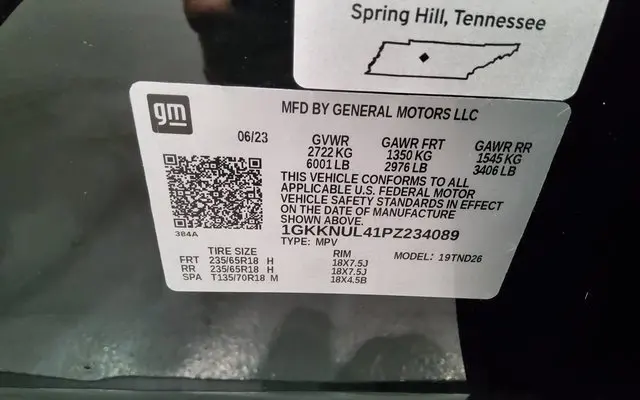 Spring Hill, Tennessee
gm
MFD BY GENERAL MOTORS LLC
06/23 GVWR GAWR FRT GAWR RR
2722 KG 1350 KG 1545 KG
6001 LB 2976 LB 3406 LB
THIS VEHICLE CONFORMS TO ALL
APPLICABLE U.S. FEDERAL MOTOR
VEHICLE SAFETY STANDARDS IN EFFECT
ON THE DATE OF MANUFACTURE
SHOWN ABOVE.
384A
1GKKNUL41PZ234089
TYPE: MPV
TIRE SIZE RIM MODEL: 19TND26
FRT 235/65R18 H 18X7.5J
RR 235/65R18 H 18X7.5J
SPA T135/70R18 M 18X4.5B